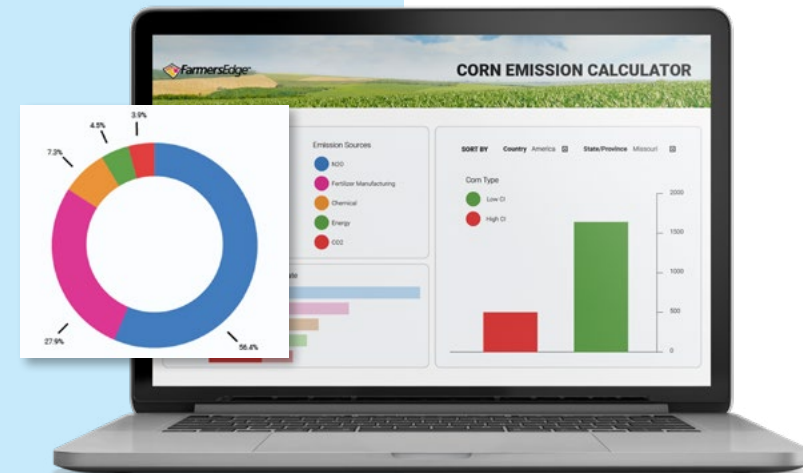 FarmersEdge
CORN EMISSION CALCULATOR
3.9%
4.5%
7.3%
27.9%
56.4%
Emission Sources
N2O
Fertilizer Manufacturing
Chemical
Energy
CO2
SORT BY Country America State/Province Missouri
Corn Type
Low CI
High CI
2000
1500
1000
500
0